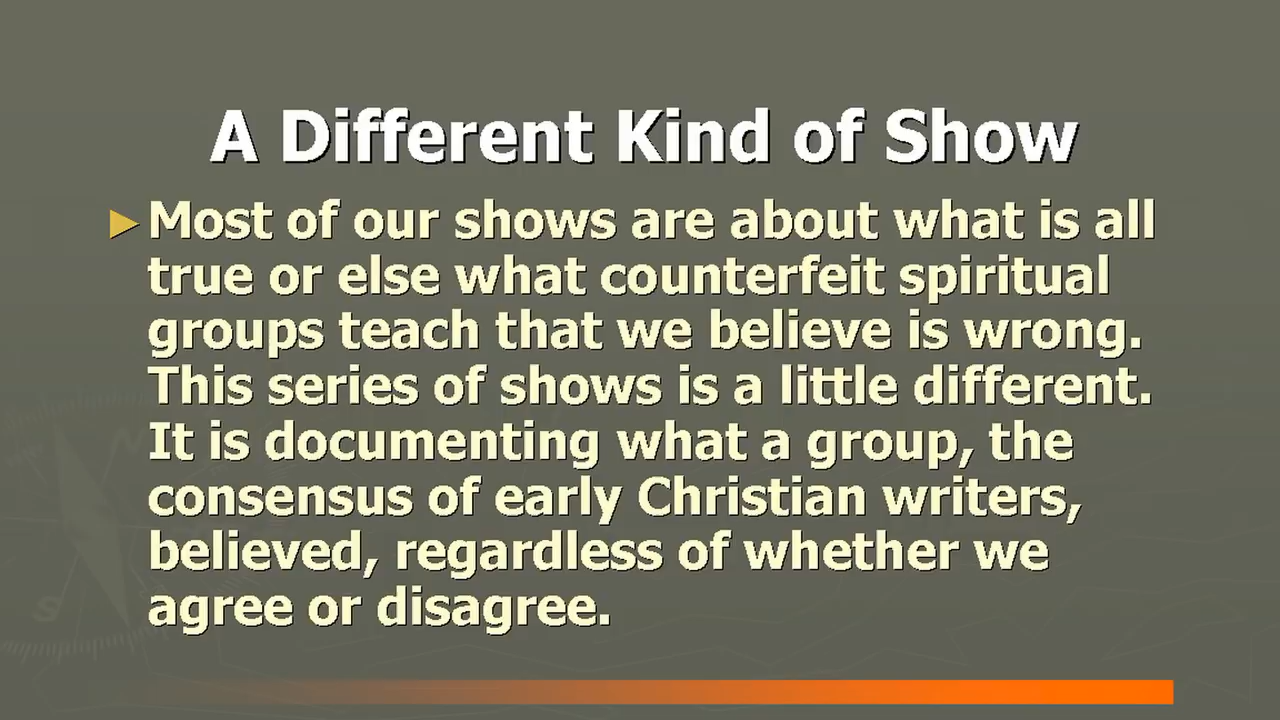 A Different Kind of Show
Most of our shows are about what is all
true or else what counterfeit spiritual
groups teach that we believe is wrong.
This series of shows is a little different.
It is documenting what a group, the
consensus of early Christian writers,
believed, regardless of whether we
agree or disagree.
N
S